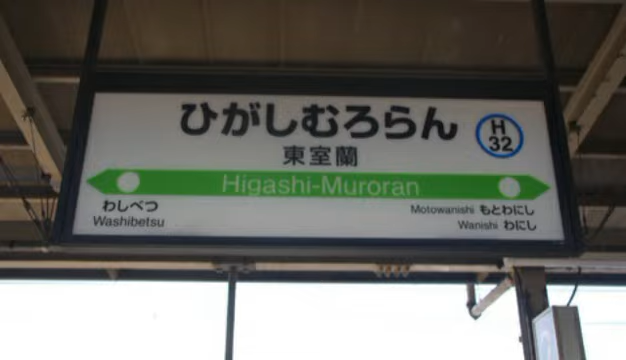 ひがしむろらん
H
32
東室蘭
Higashi-Muroran
わしべつ
Washibetsu
Motowanishi もとわにし
Wanishi わにし